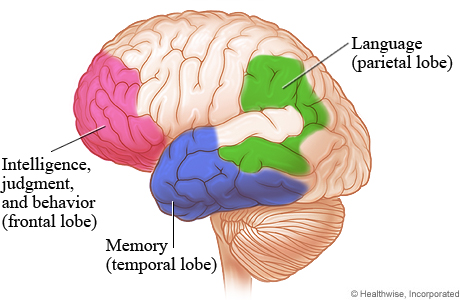 Language
(parietal lobe)
Intelligence,
judgment,
and behavior
(frontal lobe)
Memory
(temporal lobe)
© Healthwise, Incorporated